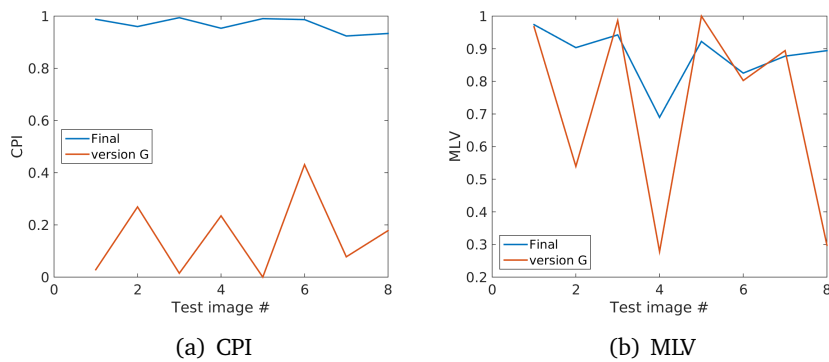 1
0.8
0.6
0.4
0.2
0
CPI
Final
version G
0 2 4 6 8
Test image #
(a) CPI
1
0.9
0.8
0.7
0.6
0.5
0.4
0.3
0.2
MLV
Final
version G
0 2 4 6 8
Test image #
(b) MLV